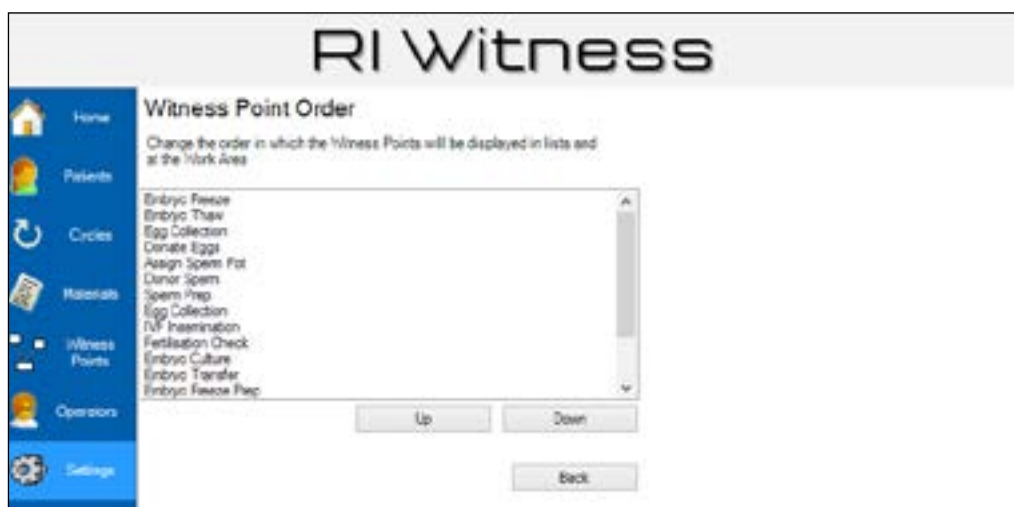 RI Witness
Home
Patients
Cycles
Materials
Witness
Points
Operators
Settings
Witness Point Order
Change the order in which the Witness Points will be displayed in lists and
at the Work Area
Embryo Freeze
Embryo Thaw
Egg Collection
Donate Eggs
Assign Sperm Pot
Donor Sperm
Sperm Prep
Egg Collection
IVF Insemination
Fertilisation Check
Embryo Culture
Embryo Transfer
Embryo Freeze Prep
Up
Down
Back